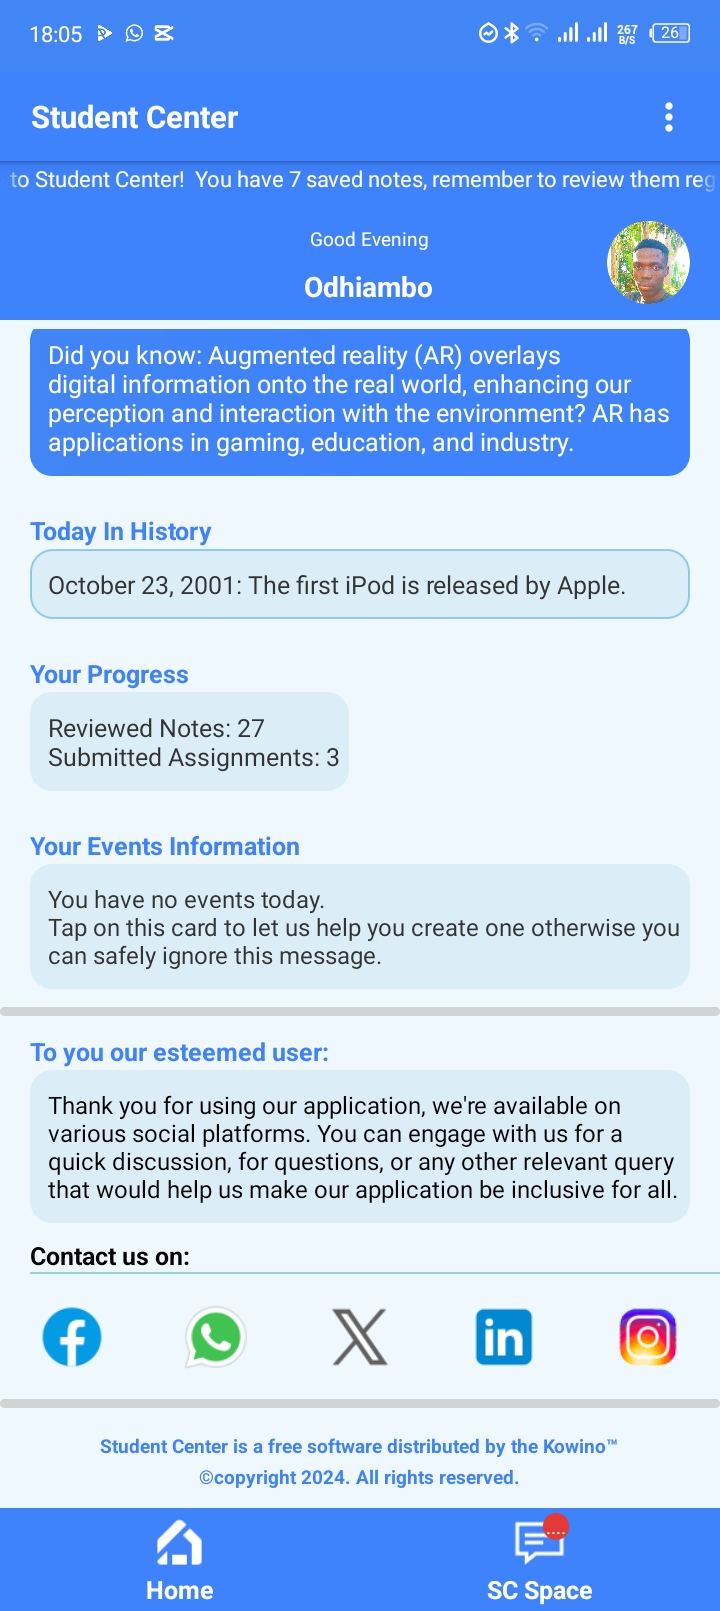 18:05
267
B/S
26
Student Center
to Student Center!  You have 7 saved notes, remember to review them reg
Good Evening
Odhiambo
Did you know: Augmented reality (AR) overlays
digital information onto the real world, enhancing our
perception and interaction with the environment? AR has
applications in gaming, education, and industry.
Today In History
October 23, 2001: The first iPod is released by Apple.
Your Progress
Reviewed Notes: 27
Submitted Assignments: 3
Your Events Information
You have no events today.
Tap on this card to let us help you create one otherwise you
can safely ignore this message.
To you our esteemed user:
Thank you for using our application, we're available on
various social platforms. You can engage with us for a
quick discussion, for questions, or any other relevant query
that would help us make our application be inclusive for all.
Contact us on:
Student Center is a free software distributed by the Kowino™
©copyright 2024. All rights reserved.
....
Home
SC Space